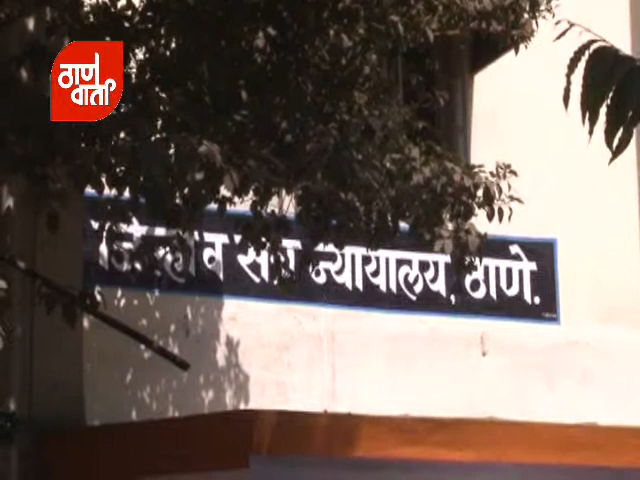 ठाणे
वार्ता
जिल्हा व सत्र न्यायालय, ठाणे.